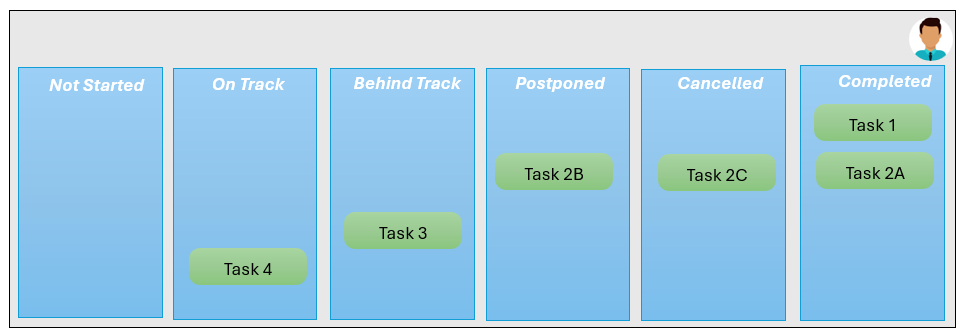 Not Started
On Track
Behind Track
Postponed
Cancelled
Completed
Task 1
Task 2B
Task 2C
Task 2A
Task 3
Task 4